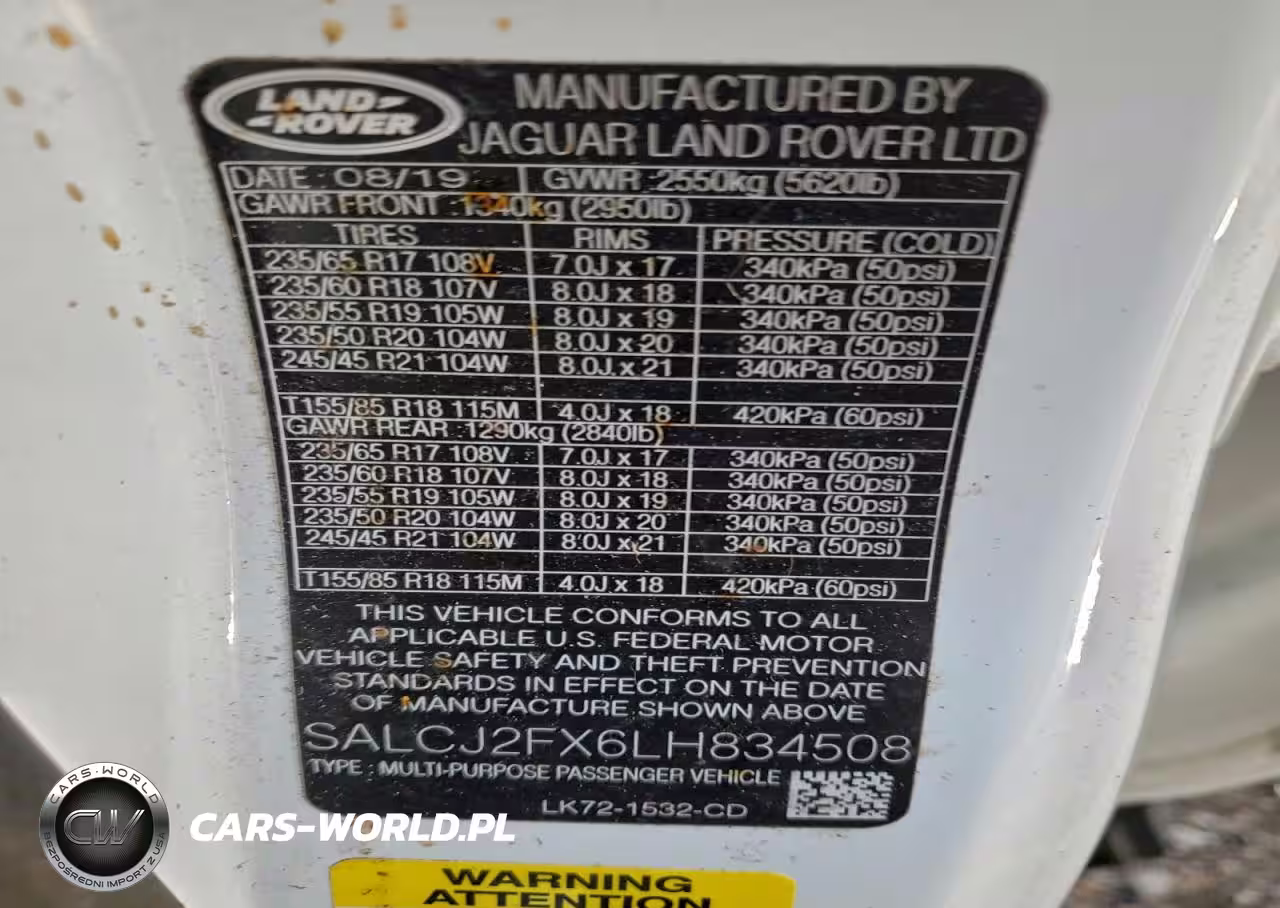 LAND ROVER
MANUFACTURED BY
JAGUAR LAND ROVER LTD
DATE : 08/19 GVWR :2550kg (5620lb)
GAWR FRONT :1340kg (2950lb)
TIRES RIMS PRESSURE (COLD)
235/65 R17 108V 7.0J x 17 340kPa (50psi)
235/60 R18 107V 8.0J x 18 340kPa (50psi)
235/55 R19 105W 8.0J x 19 340kPa (50psi)
235/50 R20 104W 8.0J x 20 340kPa (50psi)
245/45 R21 104W 8.0J x 21 340kPa (50psi)
T155/85 R18 115M 4.0J x 18 420kPa (60psi)
GAWR REAR :1290kg (2840lb)
235/65 R17 108V 7.0J x 17 340kPa (50psi)
235/60 R18 107V 8.0J x 18 340kPa (50psi)
235/55 R19 105W 8.0J x 19 340kPa (50psi)
235/50 R20 104W 8.0J x 20 340kPa (50psi)
245/45 R21 104W 8.0J x 21 340kPa (50psi)
T155/85 R18 115M 4.0J x 18 420kPa (60psi)
THIS VEHICLE CONFORMS TO ALL
APPLICABLE U.S. FEDERAL MOTOR
VEHICLE SAFETY AND THEFT PREVENTION
STANDARDS IN EFFECT ON THE DATE
OF MANUFACTURE SHOWN ABOVE
SALCJ2FX6LH834508
TYPE : MULTI-PURPOSE PASSENGER VEHICLE
LK72-1532-CD
CARS-WORLD
CW
BEZPOŚREDNI IMPORT Z USA
CARS-WORLD.PL
WARNING
ATTENTION